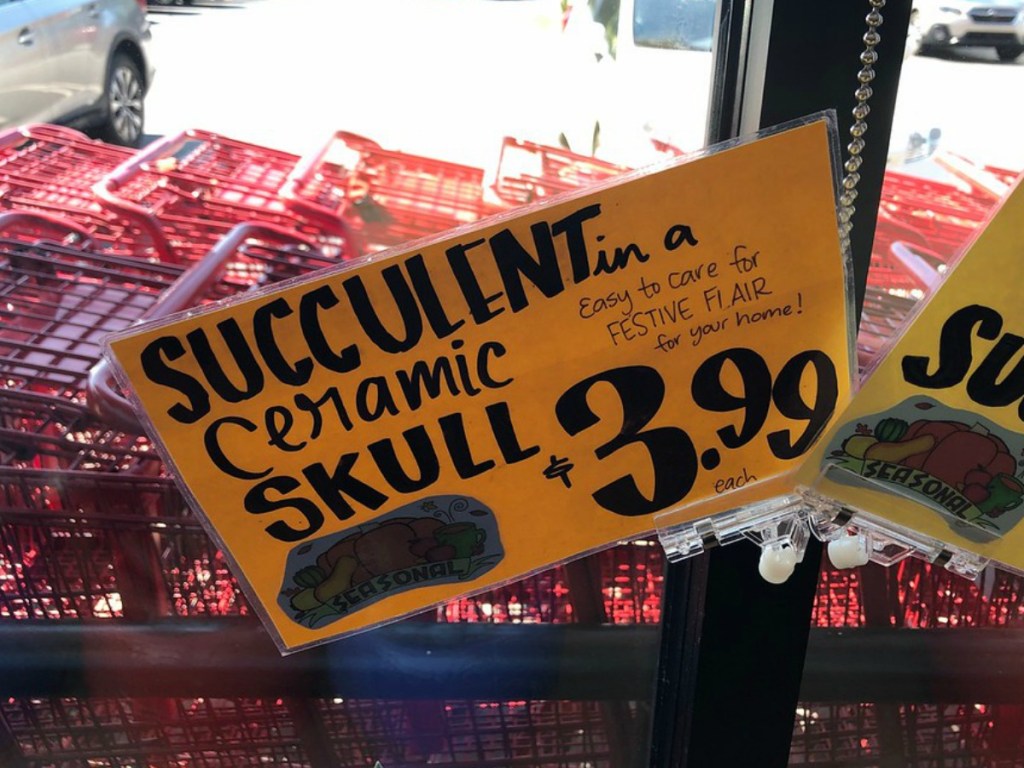 SUCCULENT in a
Ceramic
SKULL
Easy to care for
FESTIVE FLAIR
for your home!
$3.99
each
SEASONAL
SU
SEASONAL